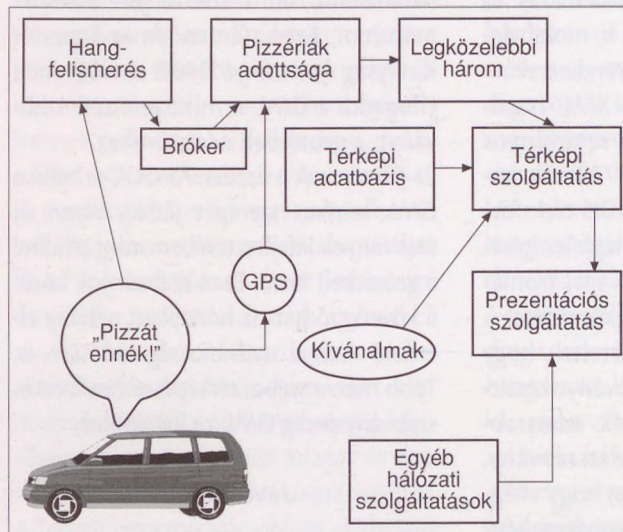 Hang-
felismerés
Pizzériák
adottsága
Legközelebbi
három
Bróker
Térképi
adatbázis
Térképi
szolgáltatás
GPS
Prezentációs
szolgáltatás
„Pizzát
ennék!"
Kívánalmak
Egyéb
hálózati
szolgáltatások